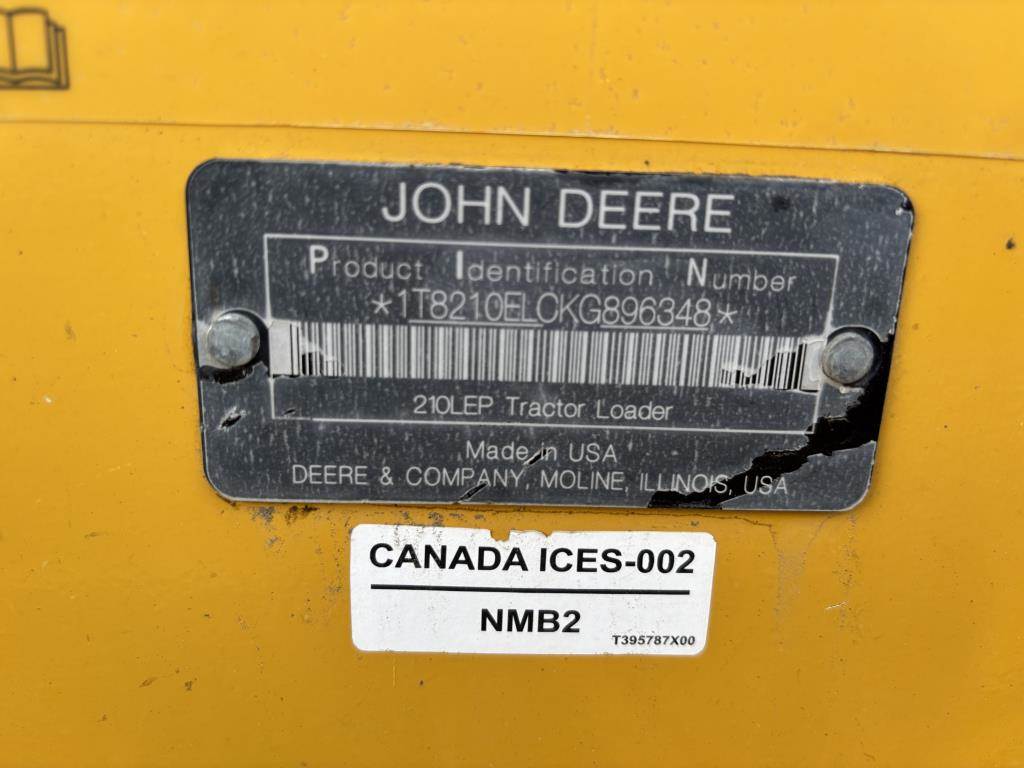 JOHN DEERE
Product Identification Number
*1T8210ELCKG896348*
210LEP Tractor Loader
Made in USA
DEERE & COMPANY, MOLINE, ILLINOIS, USA
CANADA ICES-002
NMB2
T395787X00